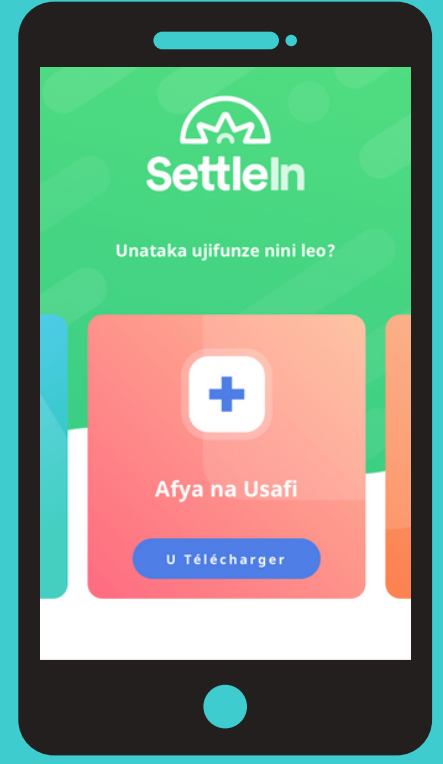 SettleIn
Unataka ujifunze nini leo?
Afya na Usafi
U Télécharger